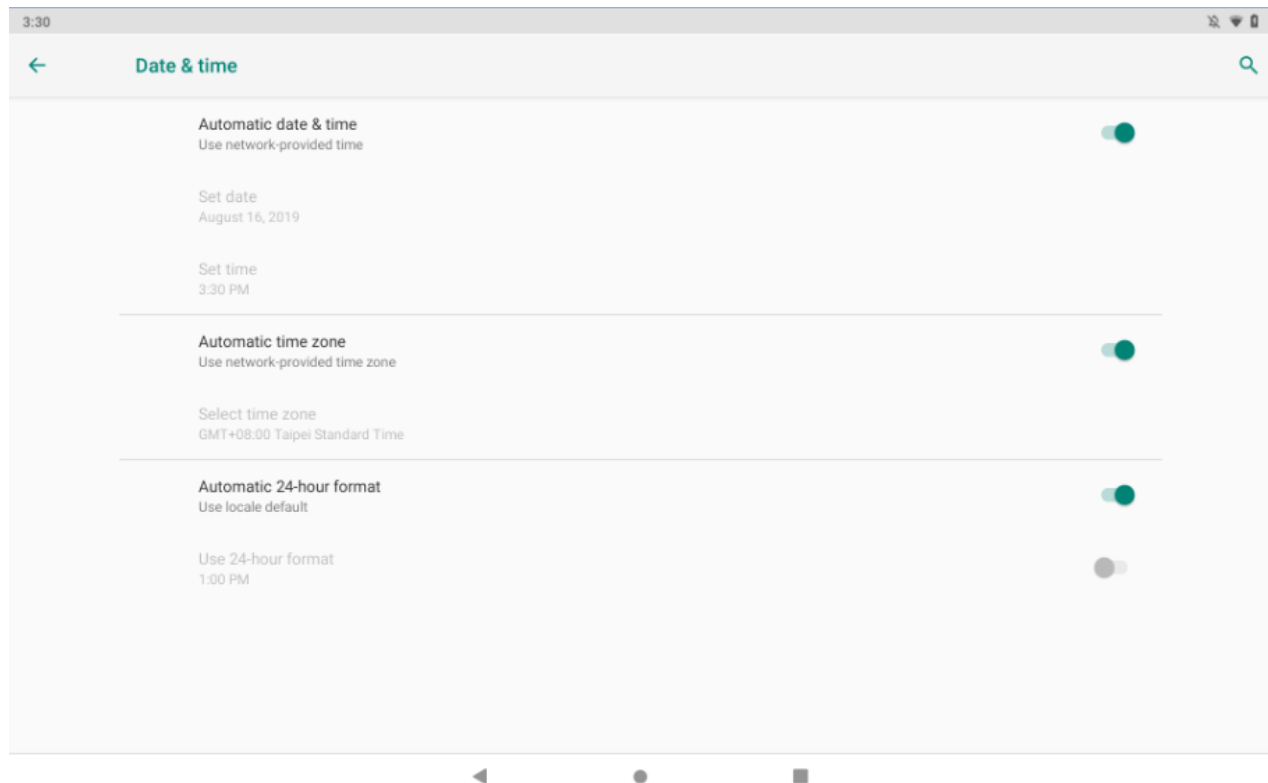 3:30
Date & time
Automatic date & time
Use network-provided time
Set date
August 16, 2019
Set time
3:30 PM
Automatic time zone
Use network-provided time zone
Select time zone
GMT+08:00 Taipei Standard Time
Automatic 24-hour format
Use locale default
Use 24-hour format
1:00 PM